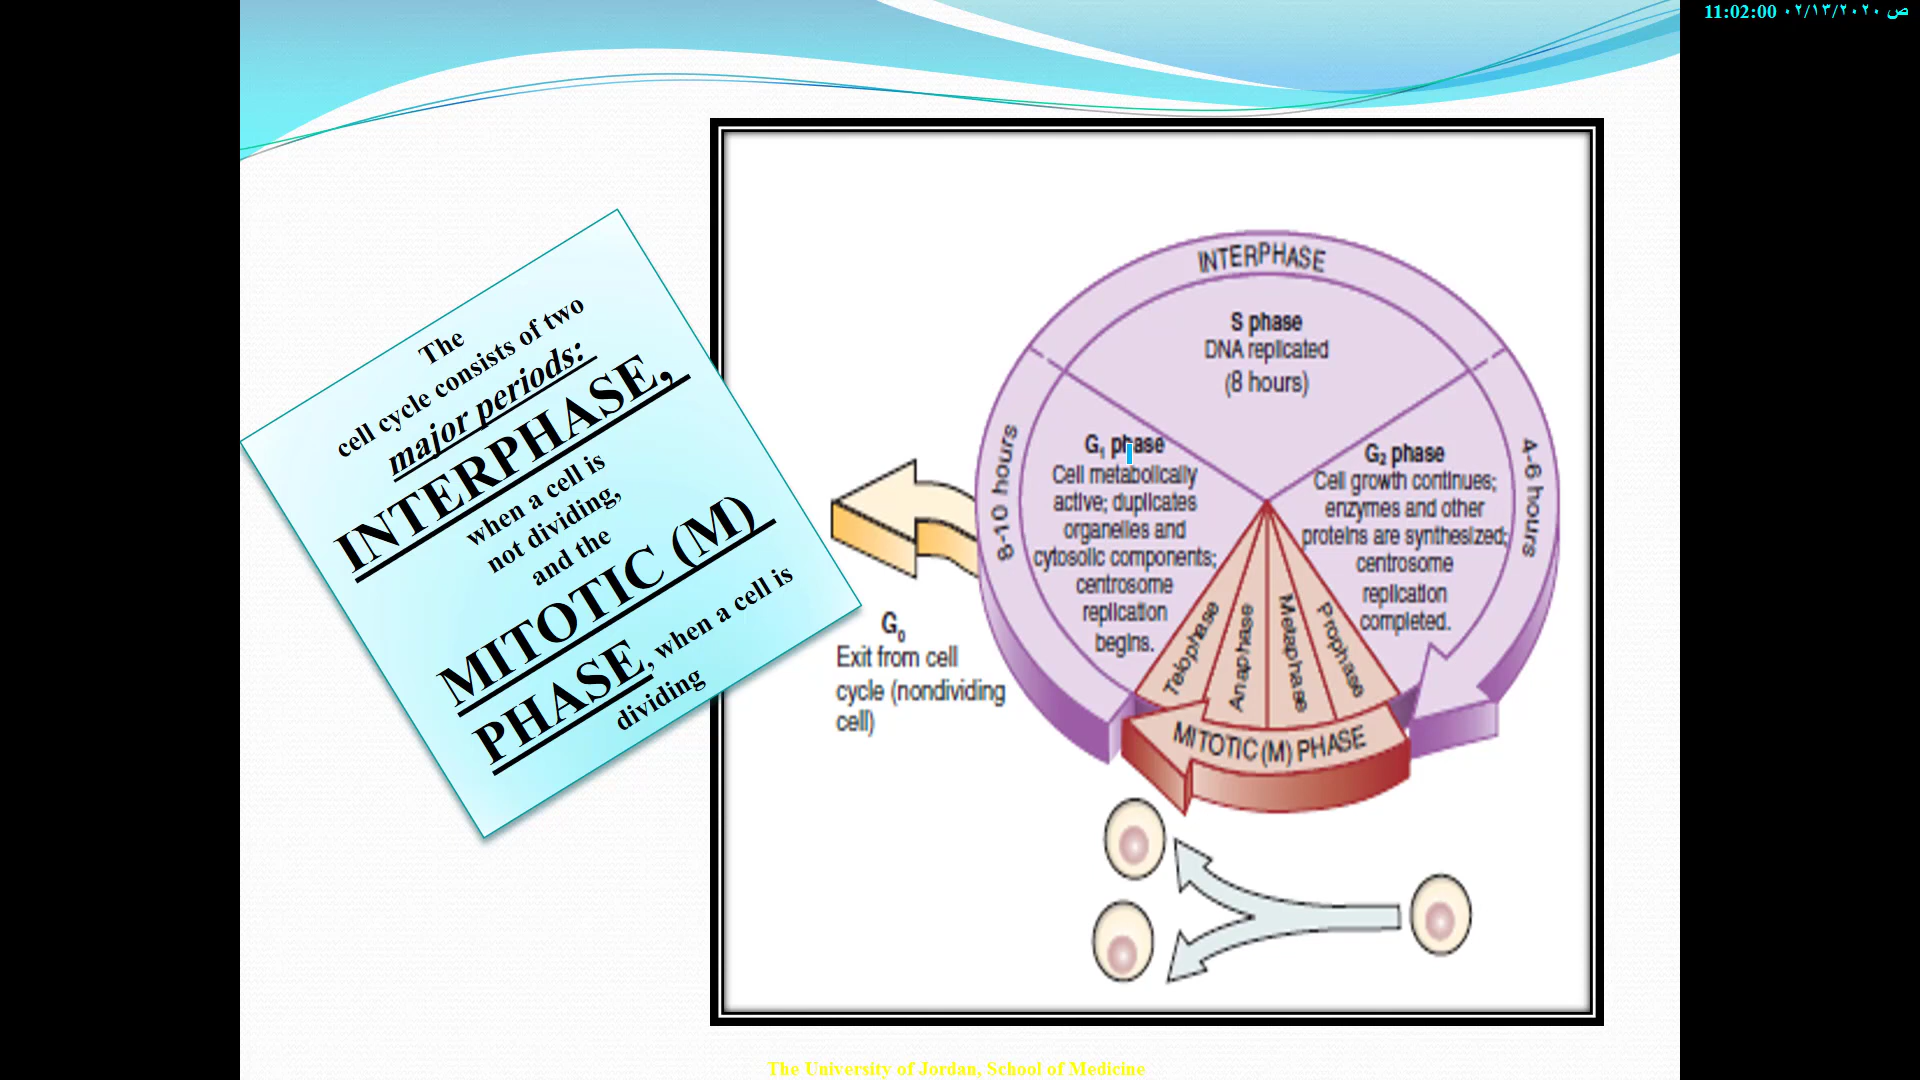 11:02:00 ٠٢/١٣/٢٠٢٠ ص
The
cell cycle consists of two
major periods:
INTERPHASE,
when a cell is
not dividing,
and the
MITOTIC (M)
PHASE, when a cell is
dividing
INTERPHASE
S phase
DNA replicated
(8 hours)
8-10 hours
G₁ phase
Cell metabolically
active; duplicates
organelles and
cytosolic components;
centrosome
replication
begins.
4-6 hours
G₂ phase
Cell growth continues;
enzymes and other
proteins are synthesized;
centrosome
replication
completed.
Telophase
Anaphase
Metaphase
Prophase
MITOTIC (M) PHASE
G₀
Exit from cell
cycle (nondividing
cell)
The University of Jordan, School of Medicine